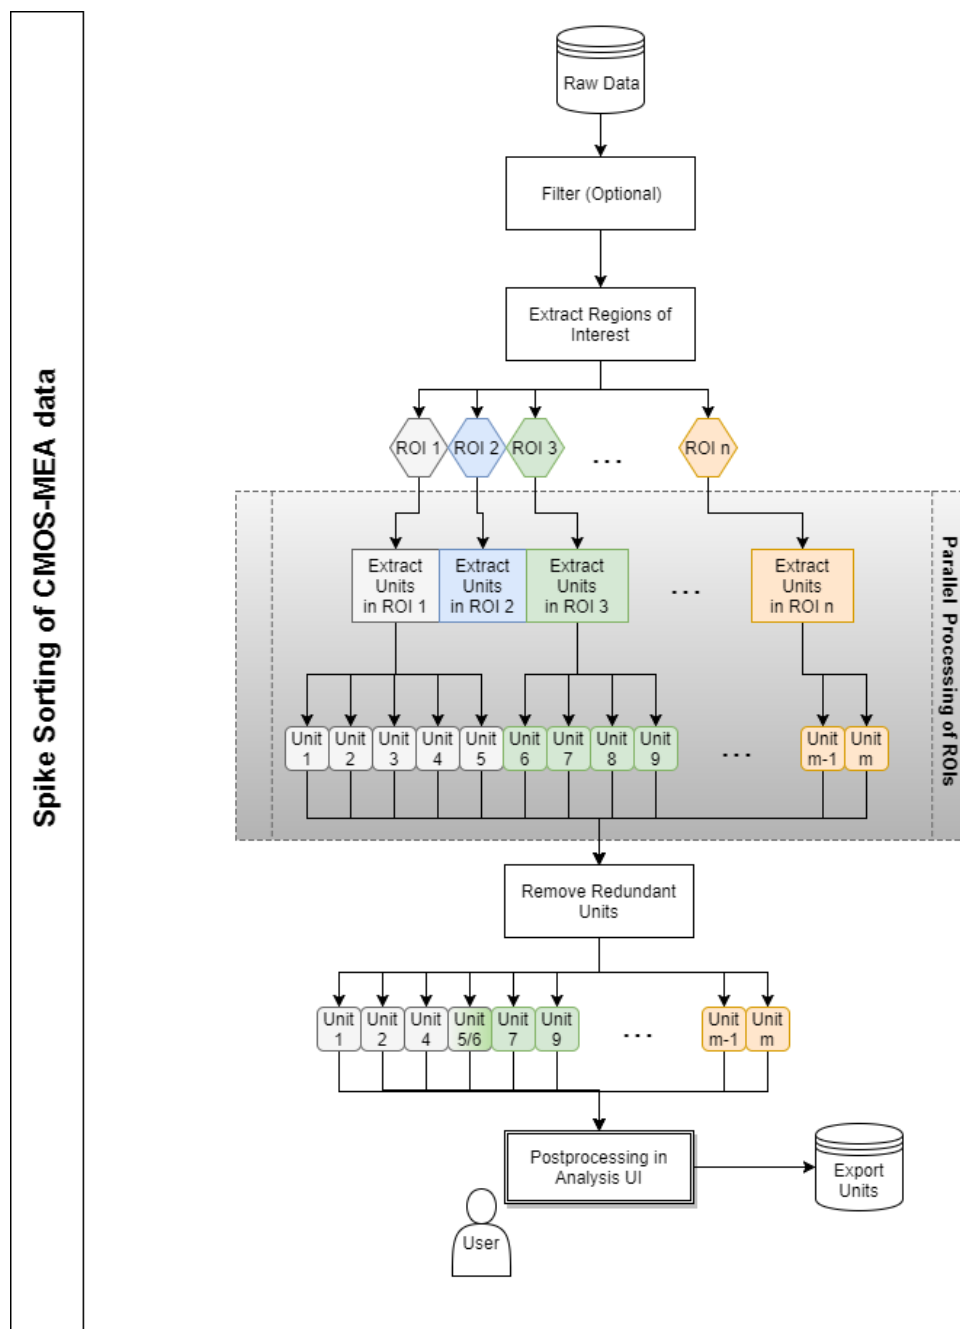 Spike Sorting of CMOS-MEA data
Raw Data
Filter (Optional)
Extract Regions of
Interest
ROI 1
ROI 2
ROI 3
...
ROI n
Parallel Processing of ROIs
Extract
Units
in ROI 1
Extract
Units
in ROI 2
Extract
Units
in ROI 3
...
Extract
Units
in ROI n
Unit
1
Unit
2
Unit
3
Unit
4
Unit
5
Unit
6
Unit
7
Unit
8
Unit
9
...
Unit
m-1
Unit
m
Remove Redundant
Units
Unit
1
Unit
2
Unit
4
Unit
5/6
Unit
7
Unit
9
...
Unit
m-1
Unit
m
Postprocessing in
Analysis UI
Export
Units
User